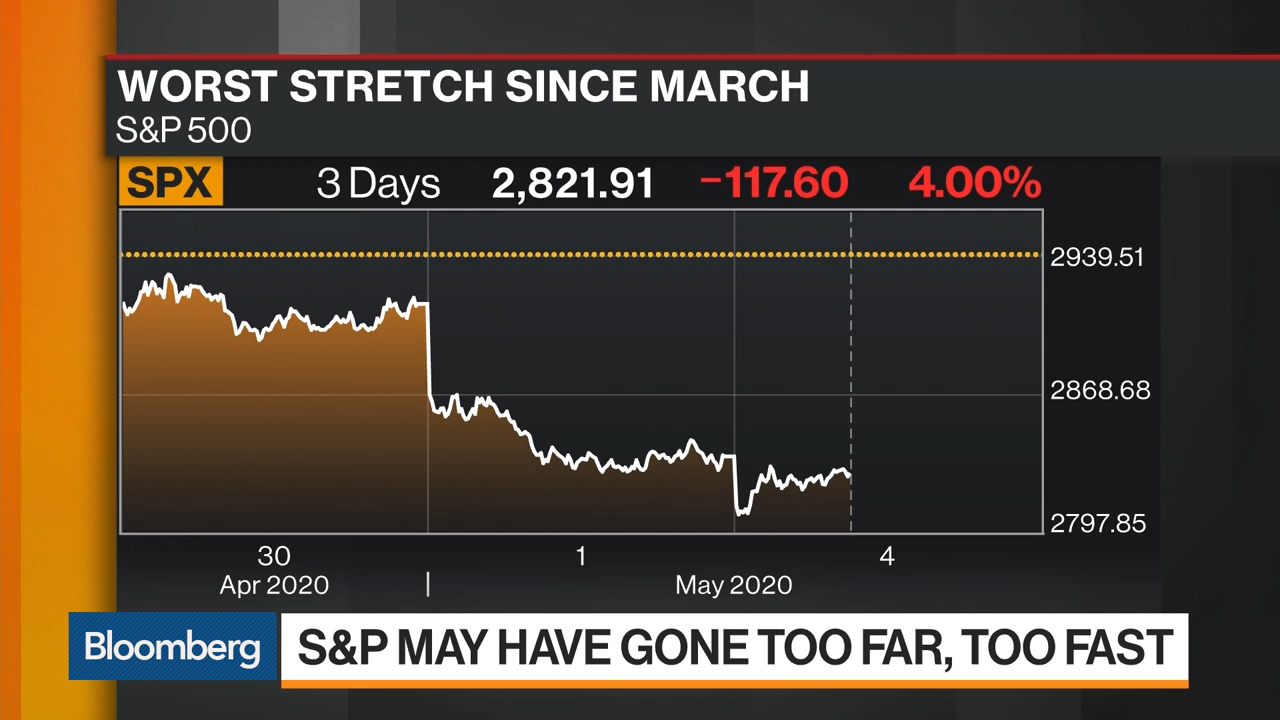 WORST STRETCH SINCE MARCH
S&P 500
SPX 3 Days 2,821.91 −117.60 4.00%
2939.51
2868.68
2797.85
30 1 4
Apr 2020 | May 2020
Bloomberg S&P MAY HAVE GONE TOO FAR, TOO FAST